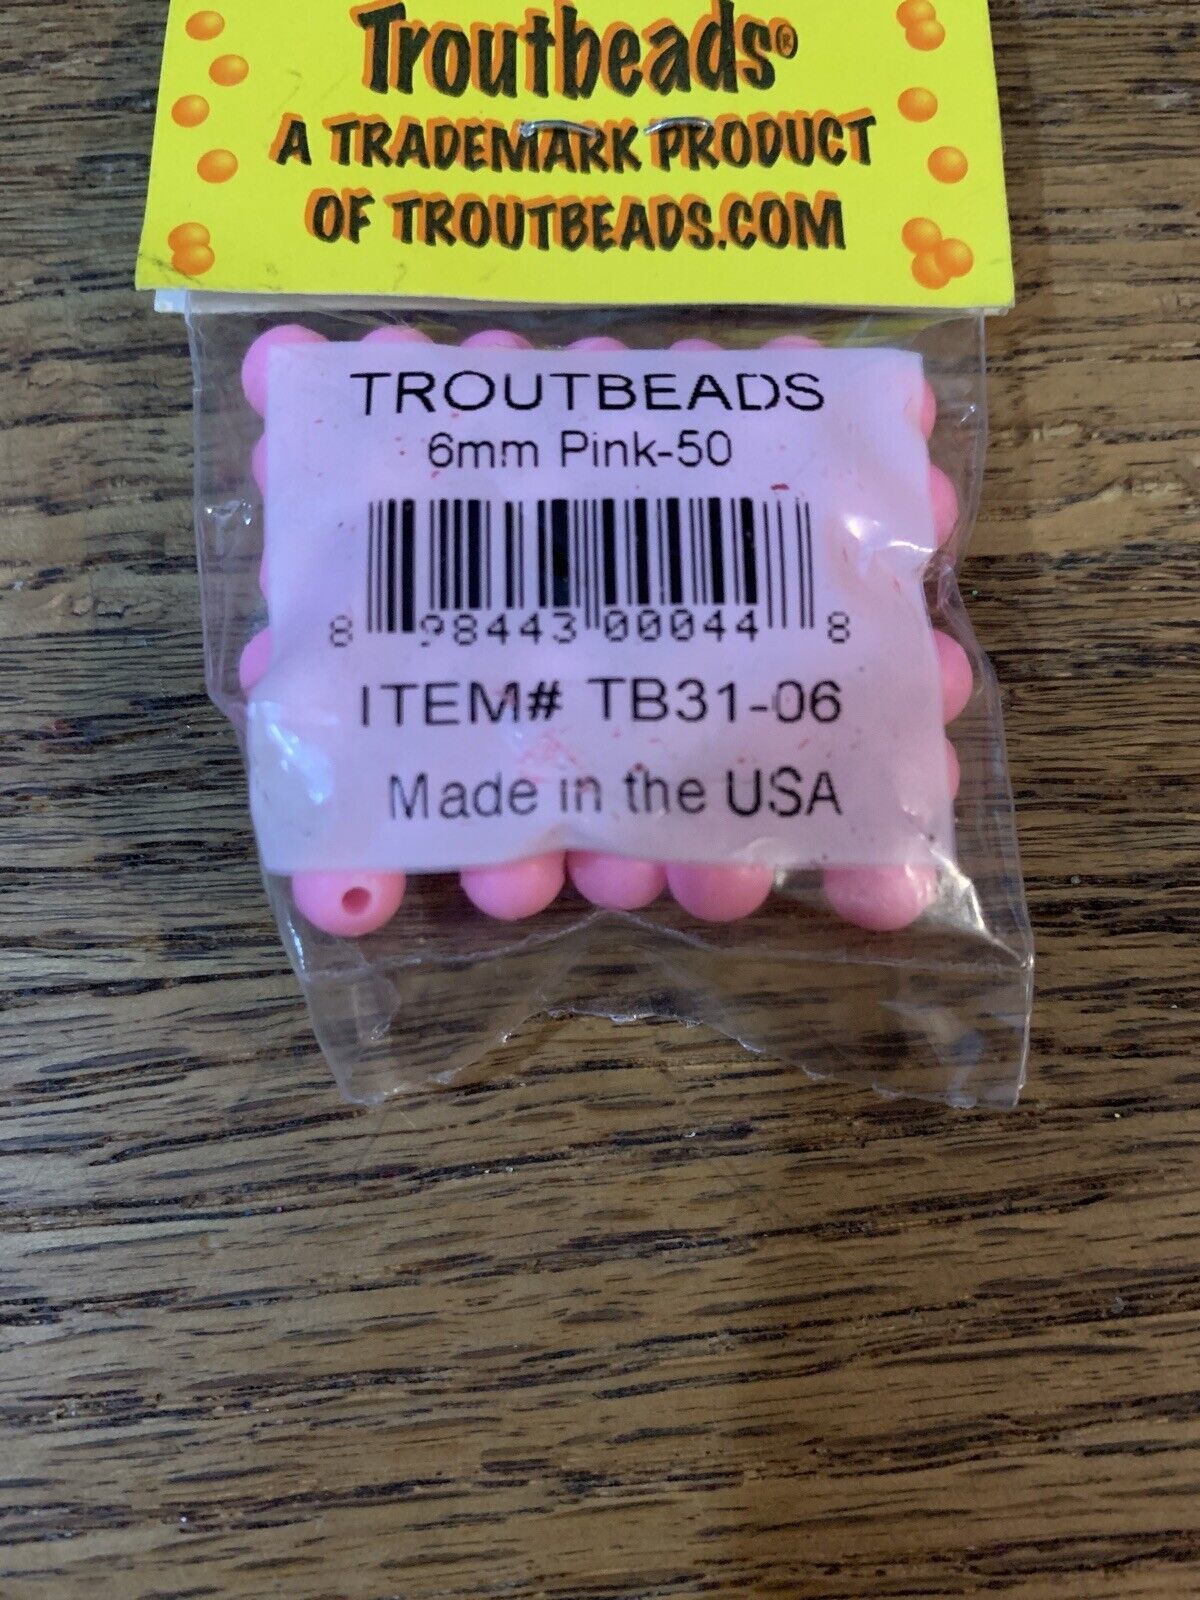 Troutbeads®
A TRADEMARK PRODUCT
OF TROUTBEADS.COM
TROUTBEADS
6mm Pink-50
8 98443 00044 8
ITEM# TB31-06
Made in the USA